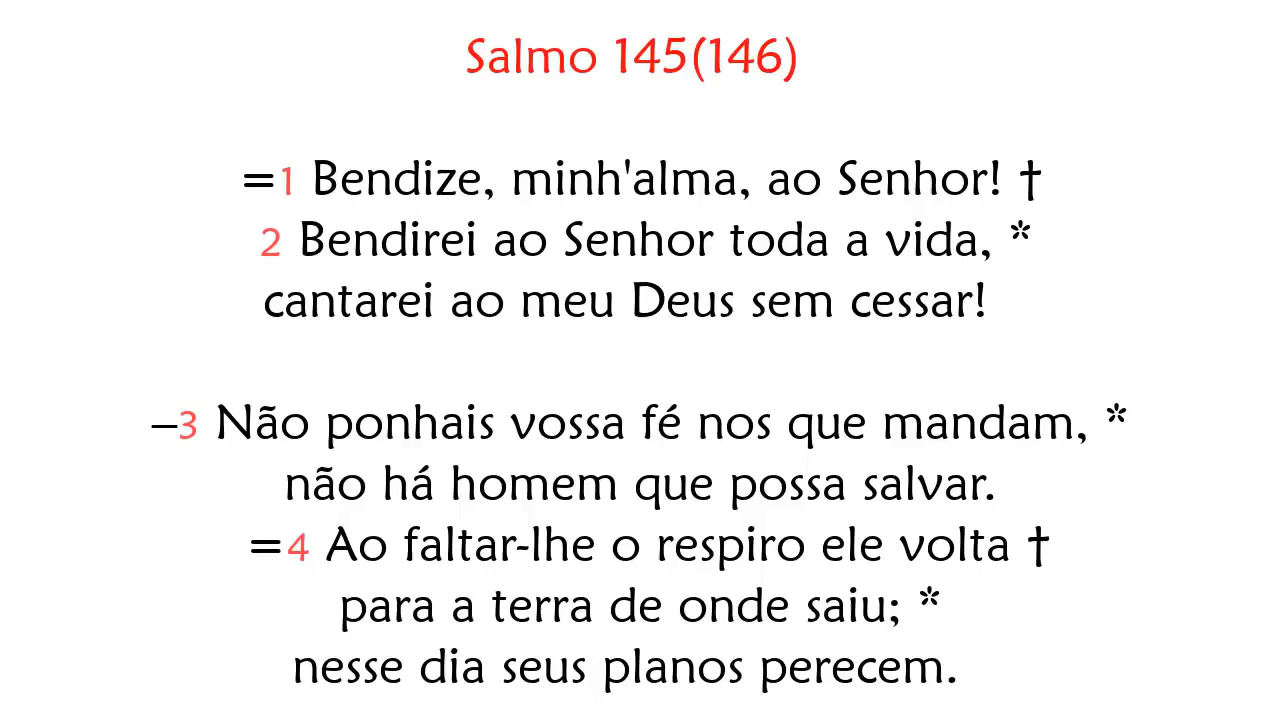 Salmo 145(146)
=1 Bendize, minh'alma, ao Senhor! †
2 Bendirei ao Senhor toda a vida, *
cantarei ao meu Deus sem cessar!
–3 Não ponhais vossa fé nos que mandam, *
não há homem que possa salvar.
=4 Ao faltar-lhe o respiro ele volta †
para a terra de onde saiu; *
nesse dia seus planos perecem.